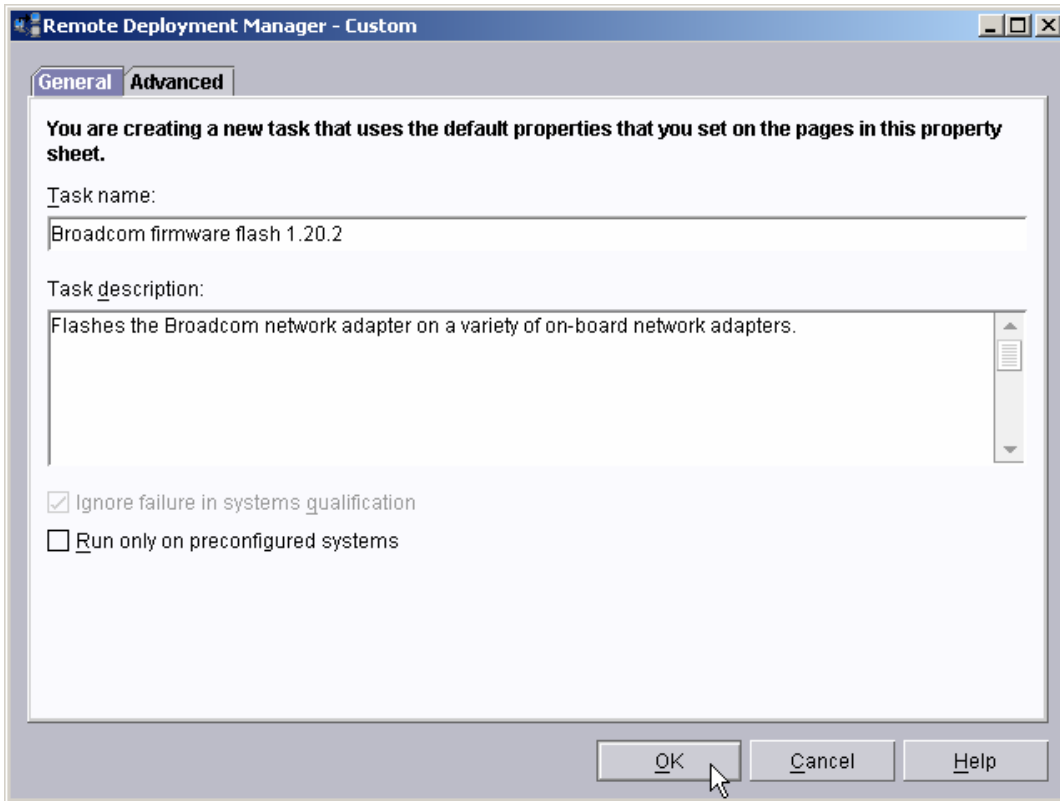 Remote Deployment Manager - Custom
General Advanced
You are creating a new task that uses the default properties that you set on the pages in this property
sheet.
Task name:
Broadcom firmware flash 1.20.2
Task description:
Flashes the Broadcom network adapter on a variety of on-board network adapters.
Ignore failure in systems qualification
Run only on preconfigured systems
OK Cancel Help